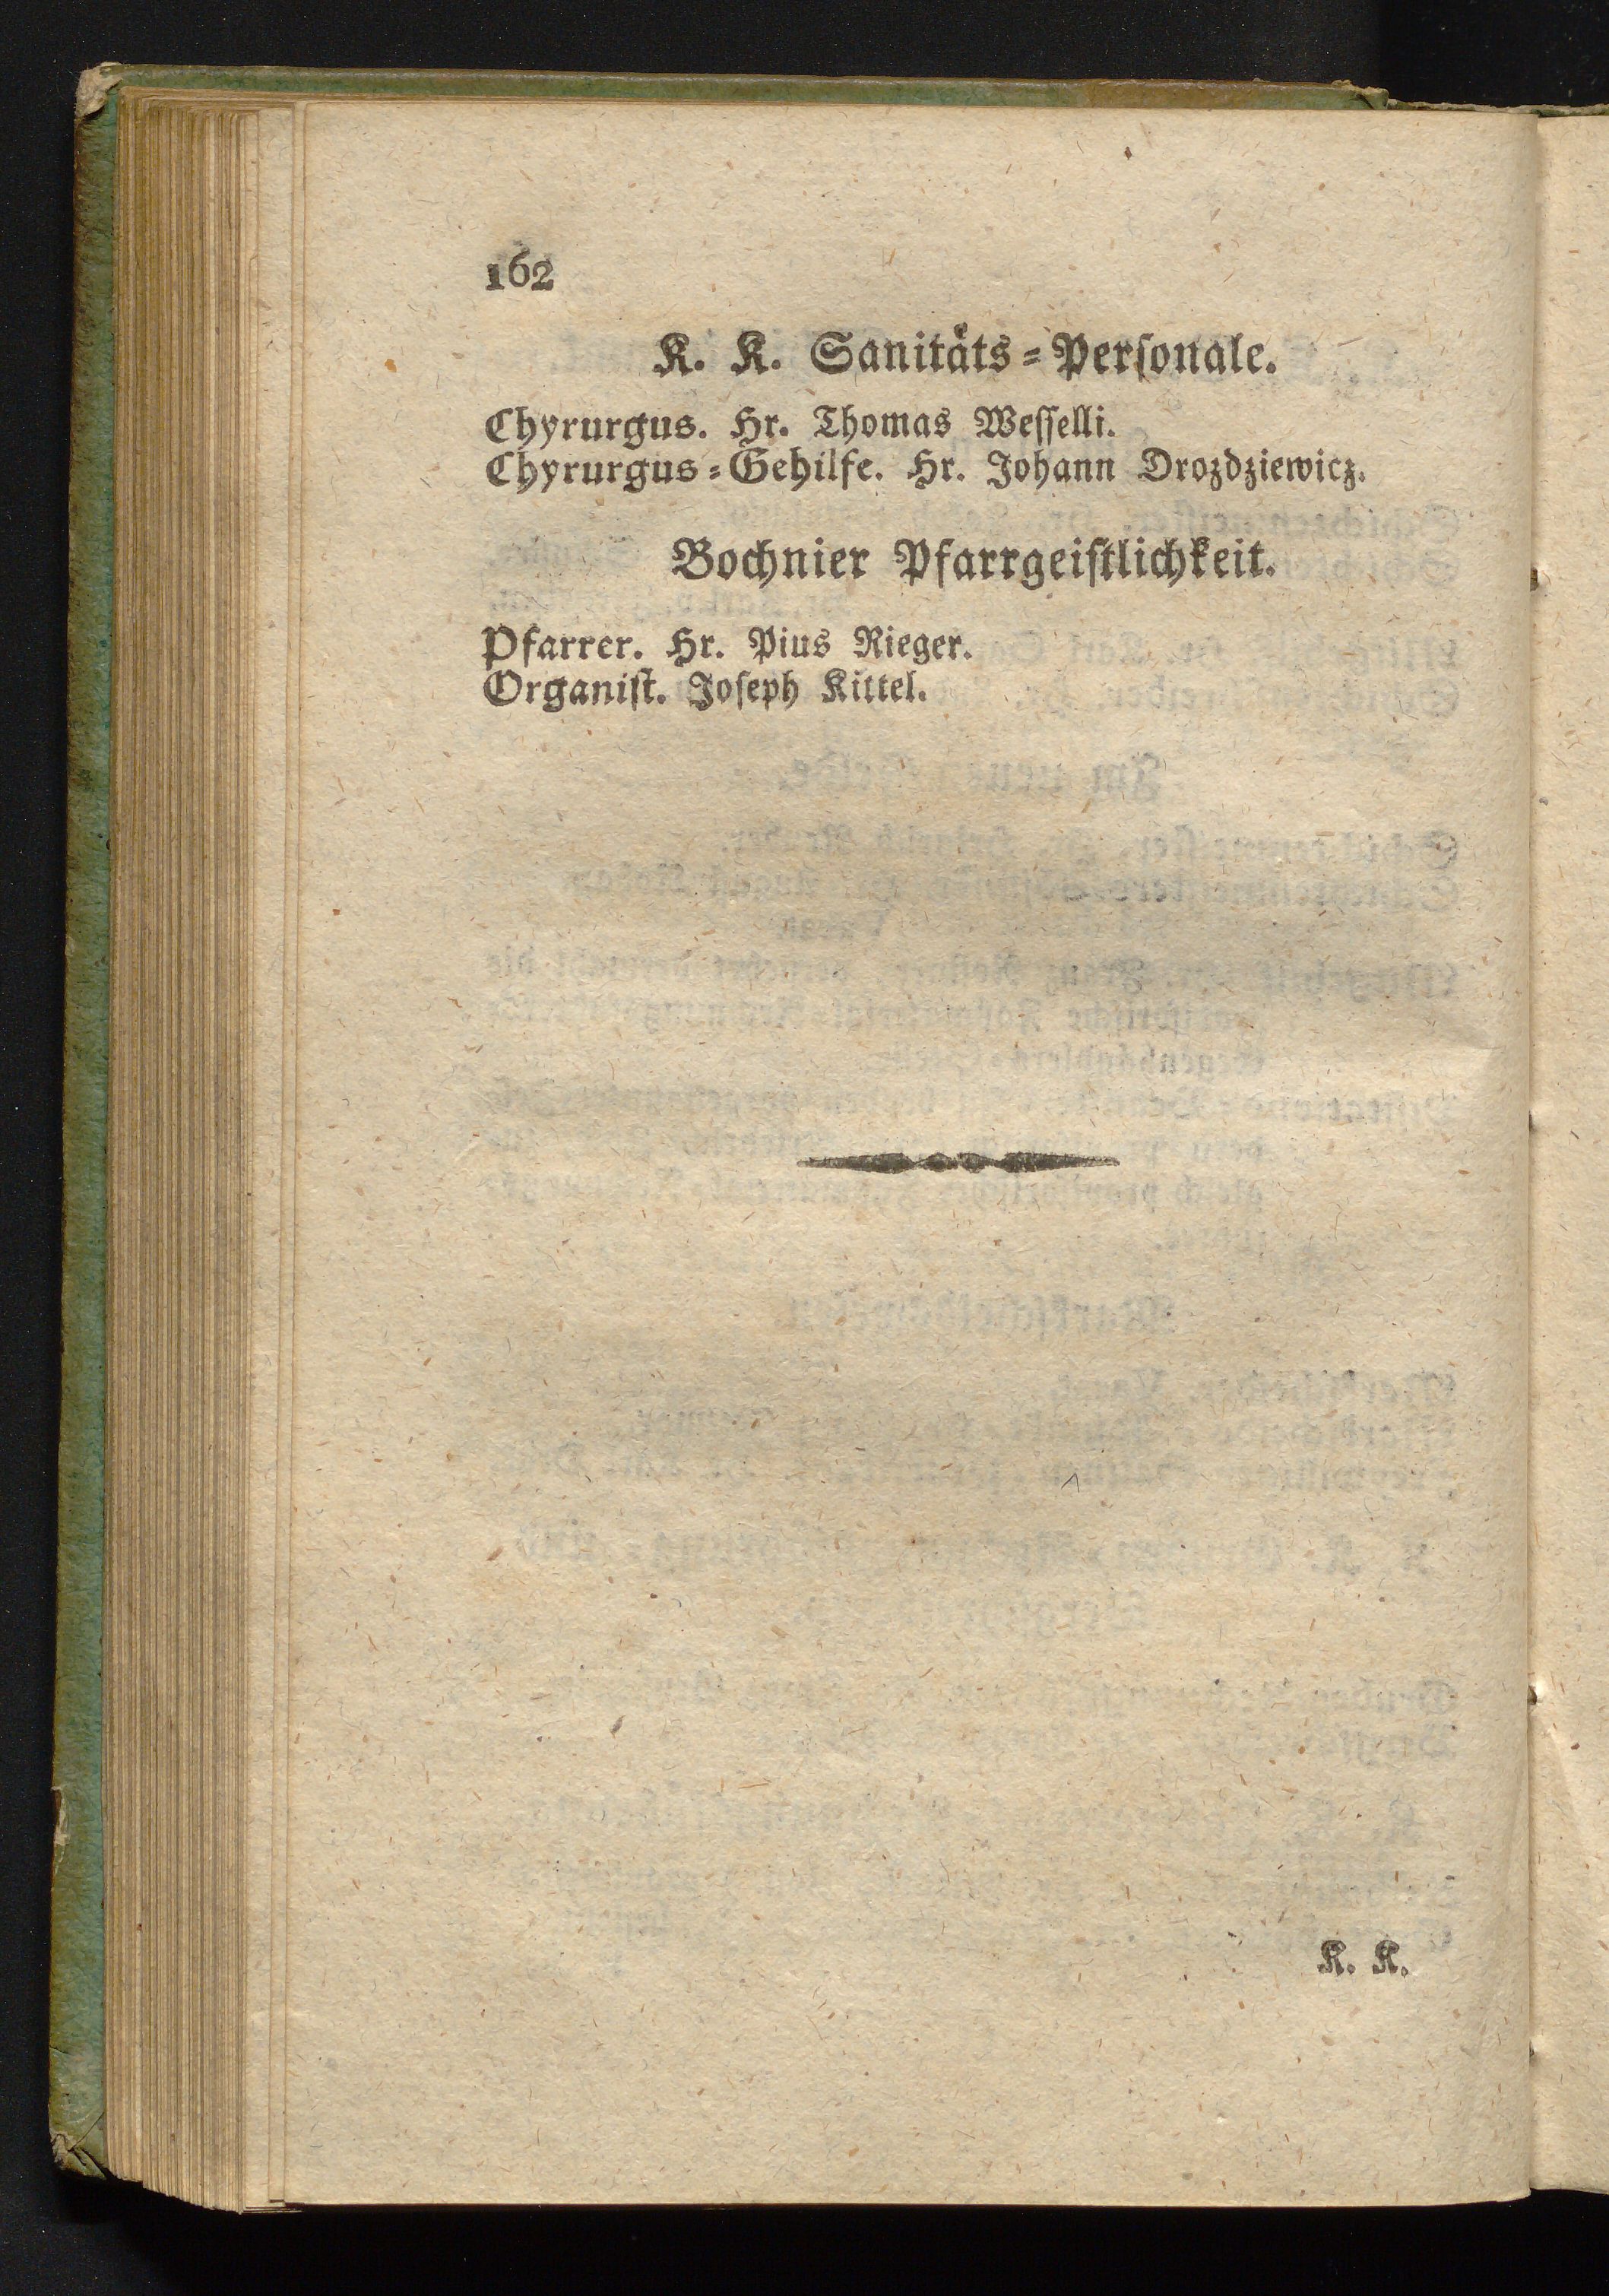 162
K. K. Sanitäts=Perſonale.
Chyrurgus. Hr. Thomas Weſſelli.
Chyrurgus=Gehilfe. Hr. Johann Drozdziewicz.
Bochnier Pfarrgeiſtlichkeit.
Pfarrer. Hr. Pius Rieger.
Organiſt. Joſeph Kittel.
K. K.